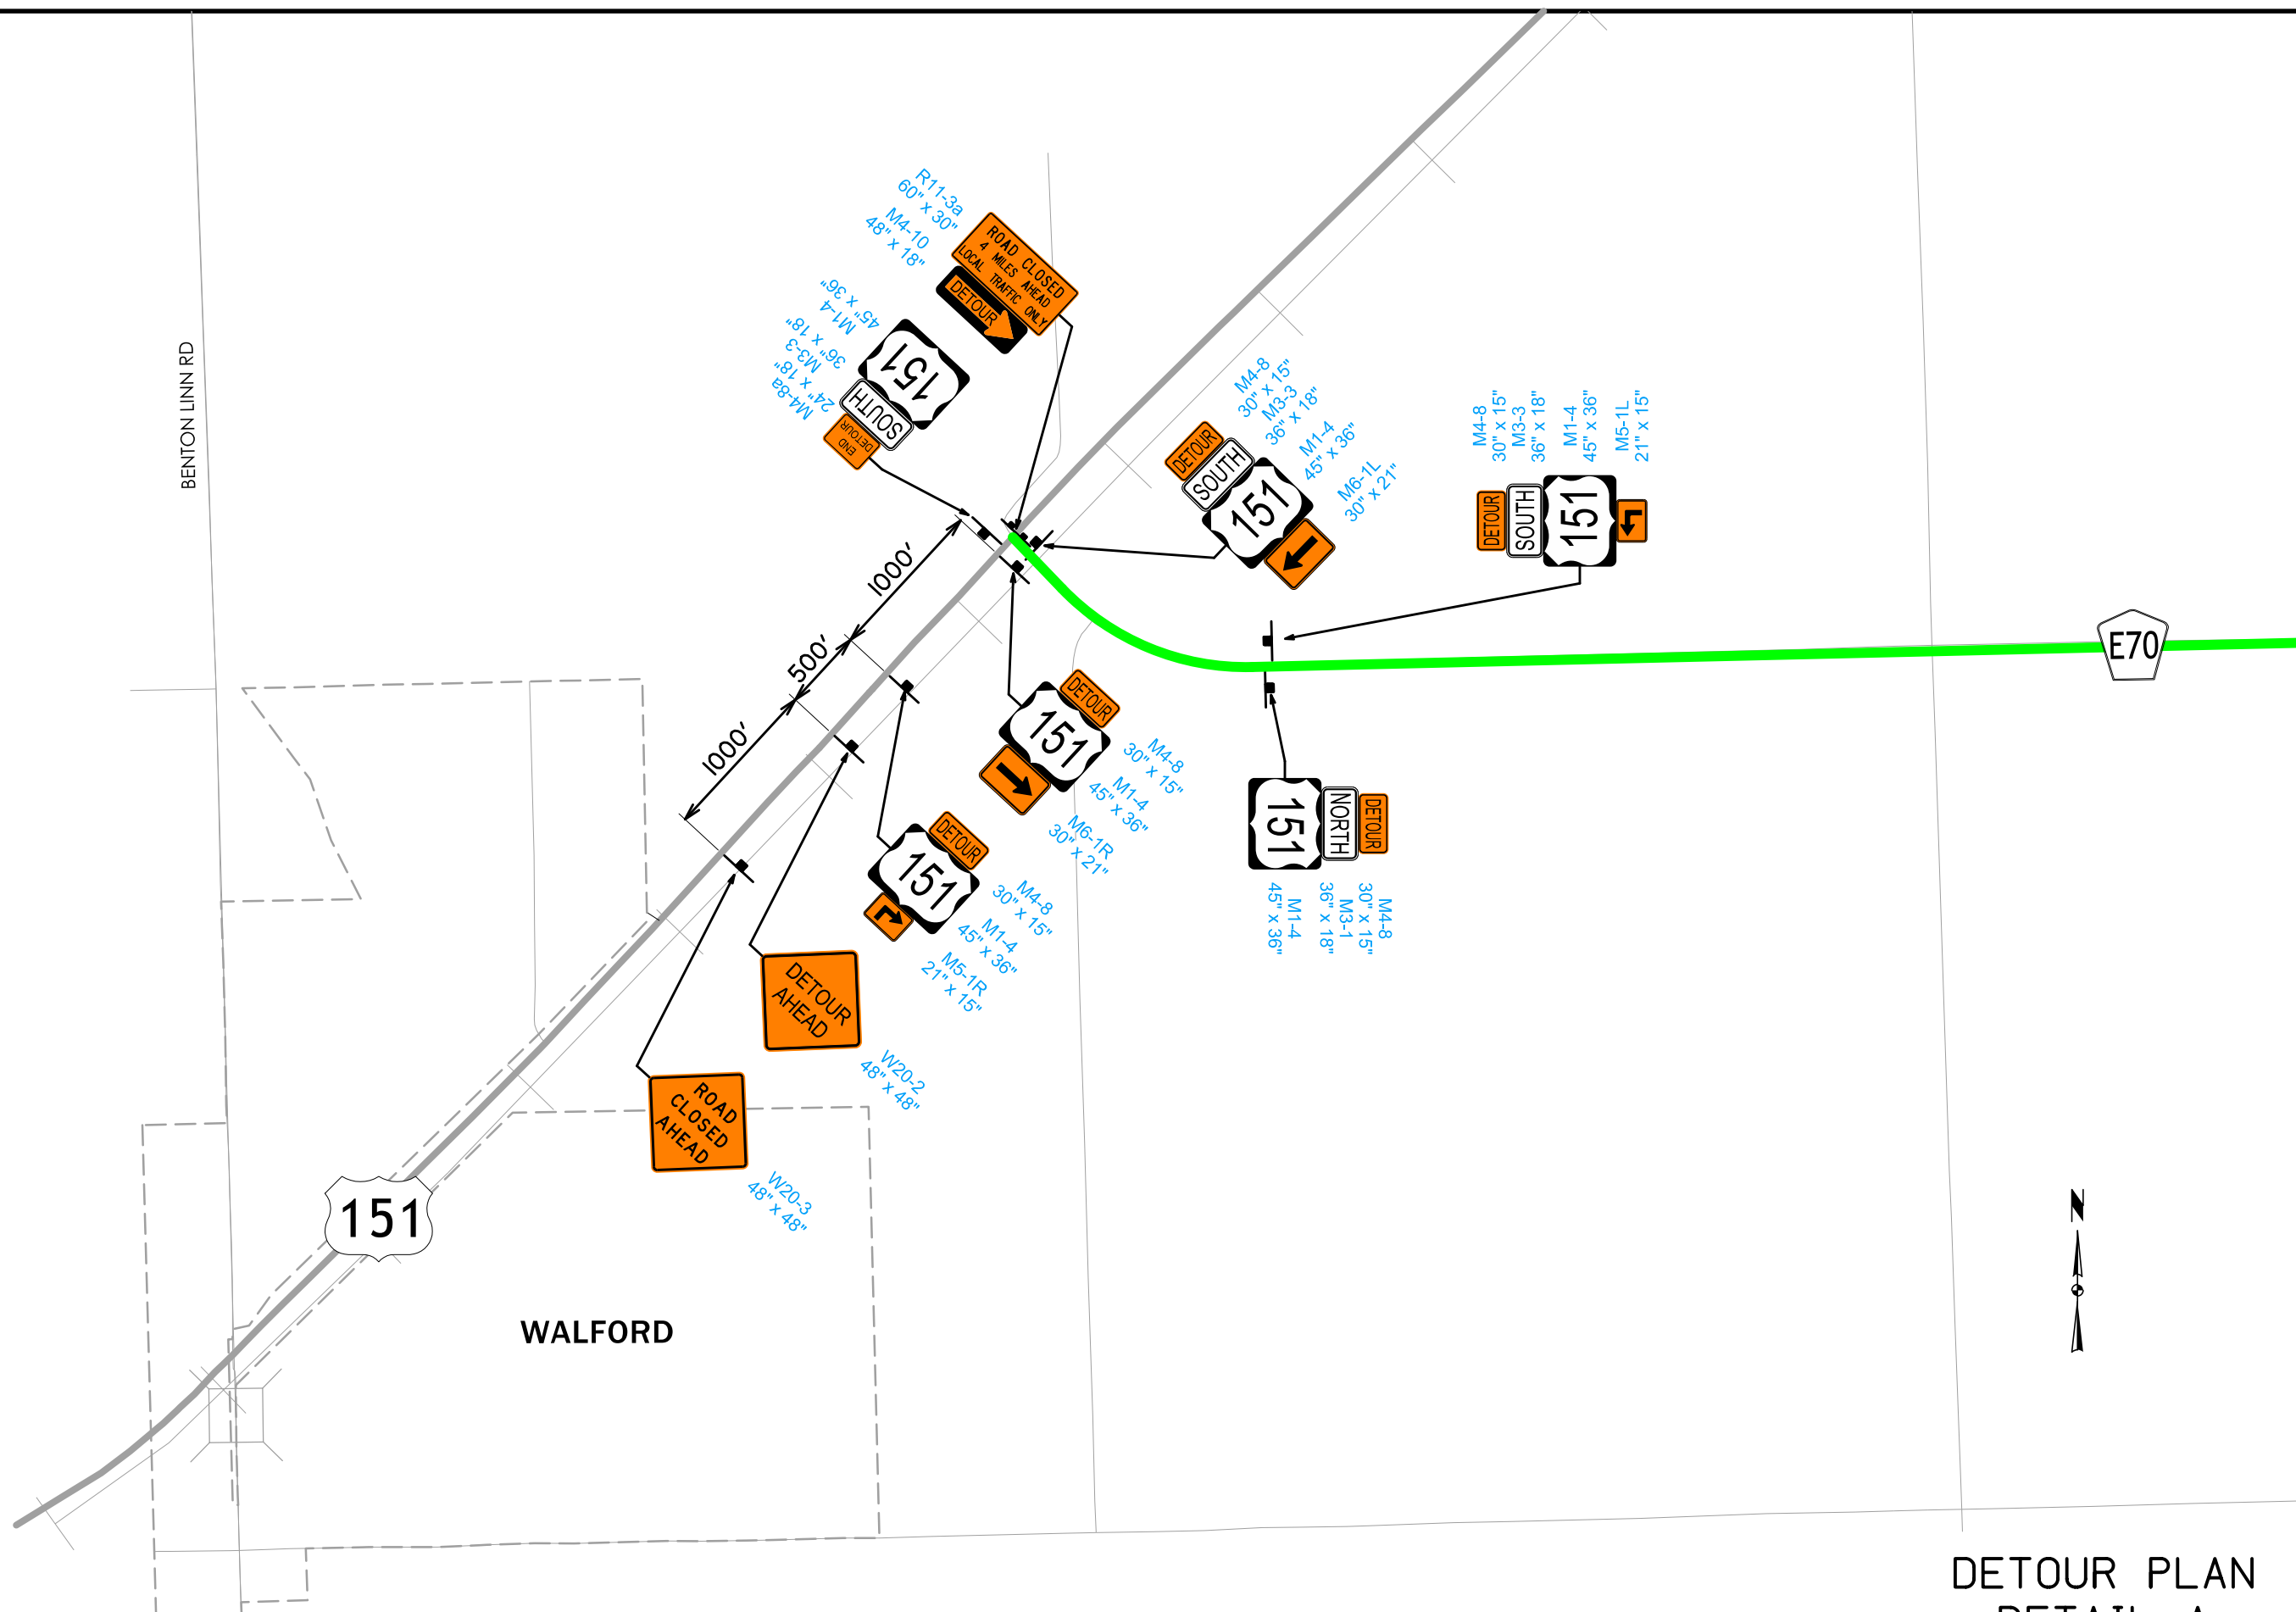 BENTON LINN RD
R11-3a
60" x 30"
M4-10
48" x 18"
ROAD CLOSED
4 MILES AHEAD
LOCAL TRAFFIC ONLY
DETOUR
45" x 36"
M1-4
36" x 18"
M3-3
24" x 18"
M4-8a
151
SOUTH
END
DETOUR
M4-8
30" x 15"
M3-3
36" x 18"
M1-4
45" x 36"
M6-1L
30" x 21"
DETOUR
SOUTH
151
M4-8
30" x 15"
M3-3
36" x 18"
M1-4
45" x 36"
M5-1L
21" x 15"
DETOUR
SOUTH
151
E70
1000'
500'
1000'
DETOUR
151
M4-8
30" x 15"
M1-4
45" x 36"
M6-1R
30" x 21"
DETOUR
151
M4-8
30" x 15"
M1-4
45" x 36"
M5-1R
21" x 15"
DETOUR
NORTH
151
M4-8
30" x 15"
M3-1
36" x 18"
M1-4
45" x 36"
DETOUR
AHEAD
W20-2
48" x 48"
ROAD
CLOSED
AHEAD
W20-3
48" x 48"
151
WALFORD
N
DETOUR PLAN
DETAIL A